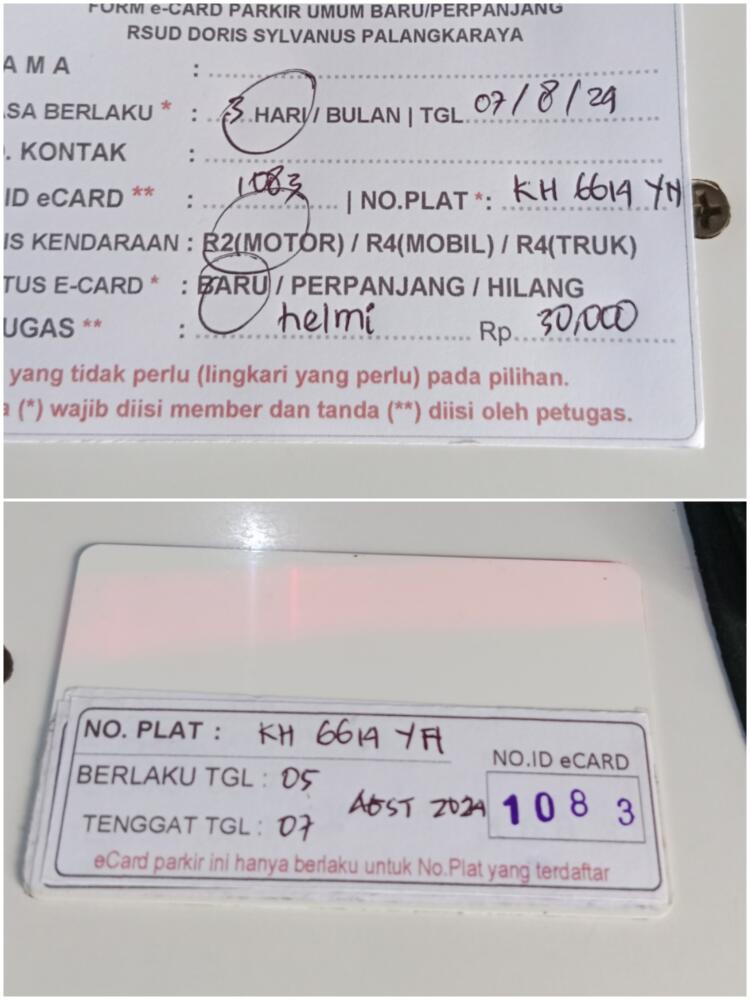 FORM e-CARD PARKIR UMUM BARU/PERPANJANG
RSUD DORIS SYLVANUS PALANGKARAYA
AMA :
SA BERLAKU * : 3 HARI / BULAN | TGL. 07/8/24
. KONTAK :
ID eCARD ** : 1083 | NO.PLAT *: KH 6614 YA
IS KENDARAAN : R2(MOTOR) / R4(MOBIL) / R4(TRUK)
TUS E-CARD * : BARU / PERPANJANG / HILANG
UGAS ** : helmi Rp. 30,000
yang tidak perlu (lingkari yang perlu) pada pilihan.
a (*) wajib diisi member dan tanda (**) diisi oleh petugas.
NO. PLAT : KH 6614 YA
BERLAKU TGL : 05
AGST 2024
TENGGAT TGL : 07
NO.ID eCARD
1083
eCard parkir ini hanya berlaku untuk No.Plat yang terdaftar